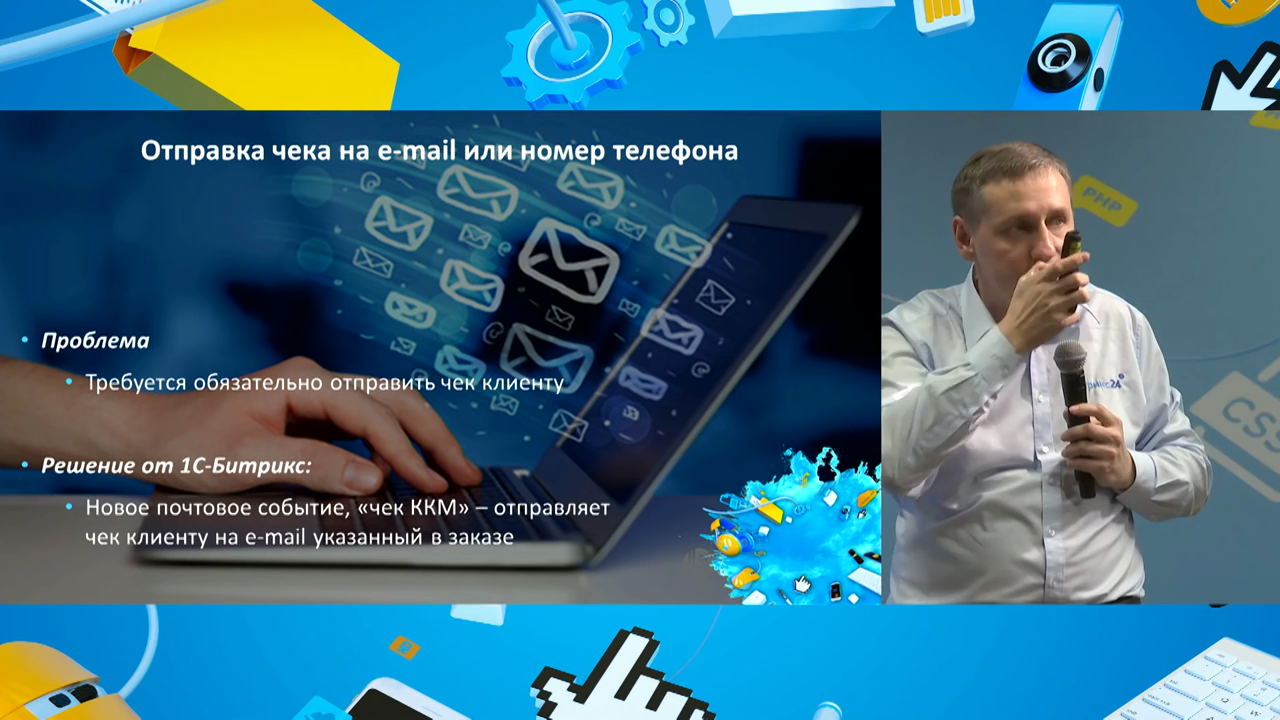 Отправка чека на e-mail или номер телефона
• Проблема
• Требуется обязательно отправить чек клиенту
• Решение от 1С-Битрикс:
• Новое почтовое событие, «чек ККМ» – отправляет
чек клиенту на e-mail указанный в заказе
PHP
CSS